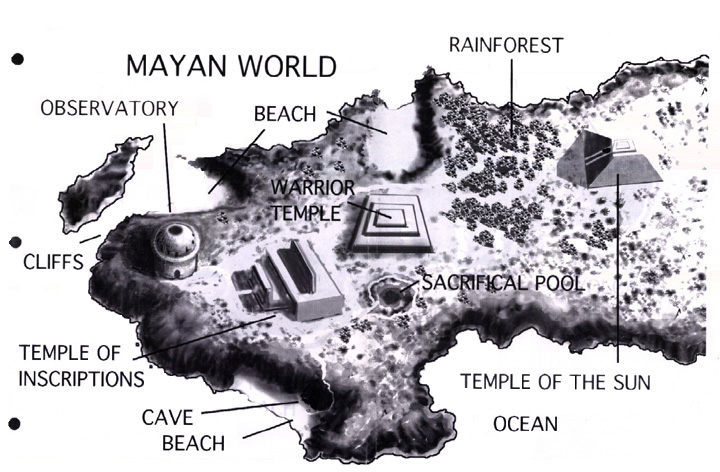 RAINFOREST
MAYAN WORLD
OBSERVATORY
BEACH
WARRIOR
TEMPLE
CLIFFS
SACRIFICAL POOL
TEMPLE OF
INSCRIPTIONS
TEMPLE OF THE SUN
CAVE
BEACH
OCEAN